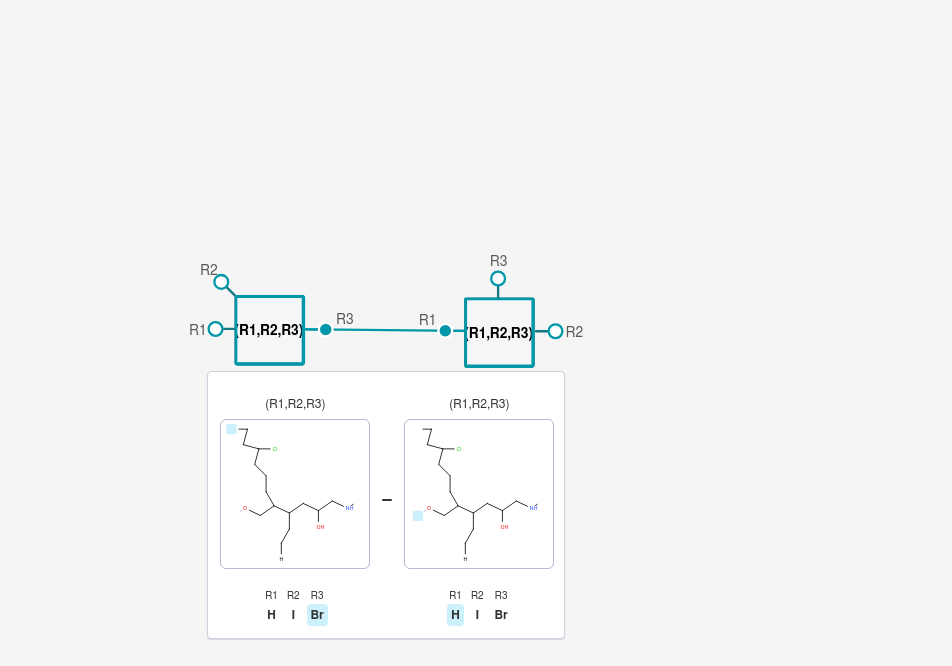 R3
R2
R1
(R1,R2,R3)
R3
R1
(R1,R2,R3)
R2
(R1,R2,R3)
(R1,R2,R3)
Cl
Cl
O
NH
O
NH
OH
OH
H
H
R1 R2 R3
R1 R2 R3
H I Br
H I Br